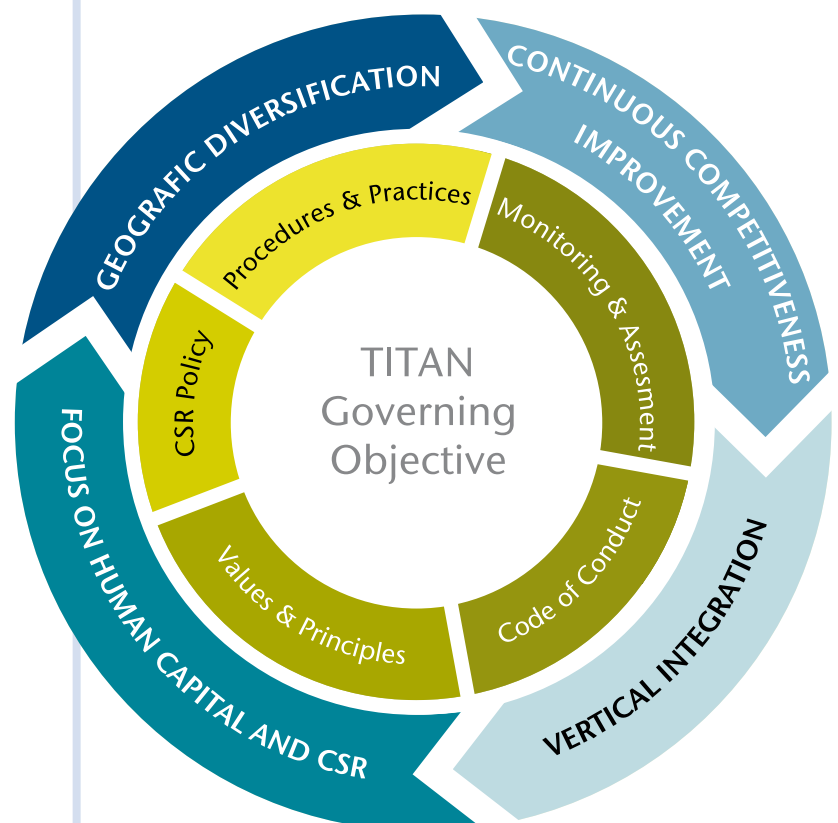 GEOGRAFIC DIVERSIFICATION
CONTINUOUS COMPETITIVENESS
IMPROVEMENT
VERTICAL INTEGRATION
FOCUS ON HUMAN CAPITAL AND CSR
Procedures & Practices
Monitoring & Assesment
Code of Conduct
Values & Principles
CSR Policy
TITAN
Governing
Objective